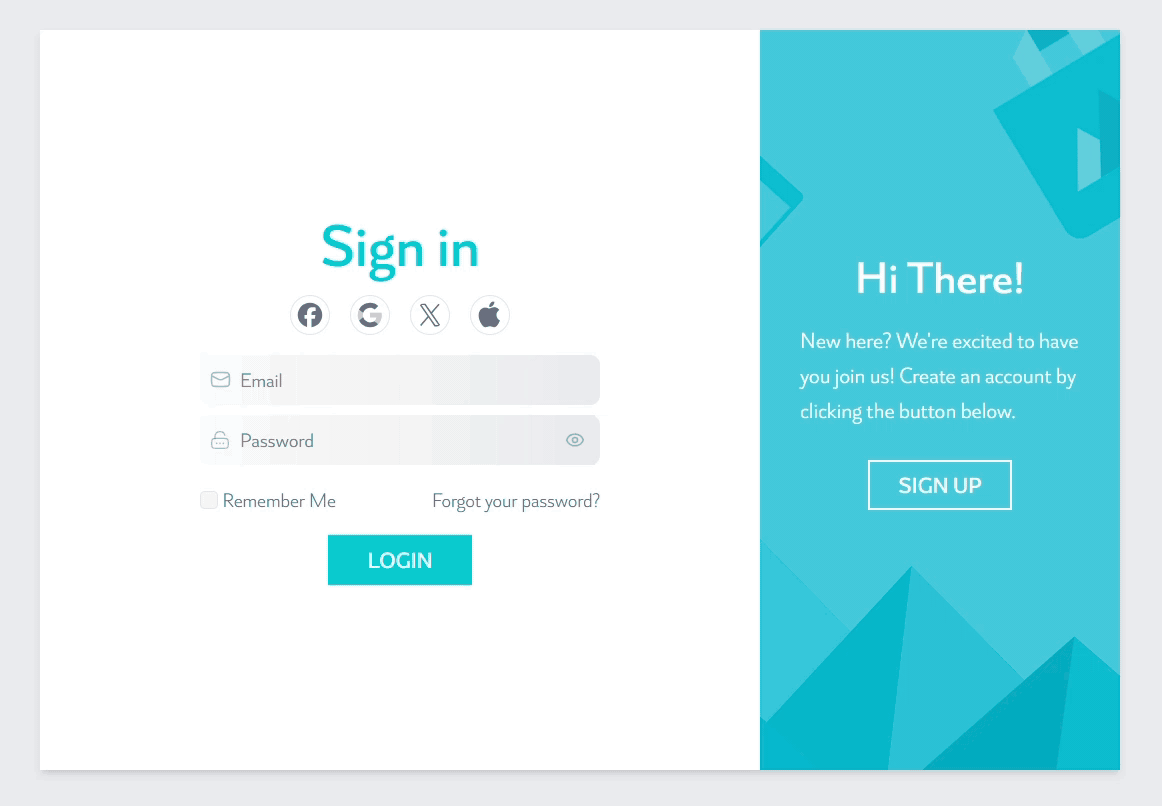 Sign in
Email
Password
Remember Me
Forgot your password?
LOGIN
Hi There!
New here? We're excited to have
you join us! Create an account by
clicking the button below.
SIGN UP